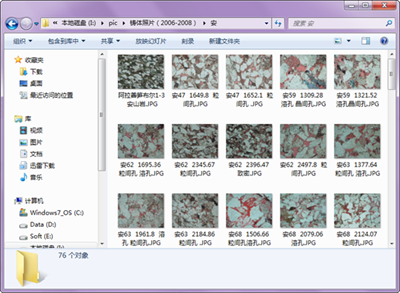 « 本地磁盘 (I:) ▸ pic ▸ 铸体照片 ( 2006-2008 ) ▸ 安
搜索 安
组织 包含到库中 共享 放映幻灯片 刻录 新建文件夹
收藏夹
下载
桌面
最近访问的位置
库
视频
图片
文档
迅雷下载
音乐
计算机
Windows7_OS (C:)
Data (D:)
Soft (E:)
阿拉善笋布尔1-3
安山岩.JPG
安47 1649.8 粒
间孔.JPG
安47 1652.1 粒
间孔.JPG
安59 1309.28
溶孔 晶间孔.JPG
安59 1321.52
溶孔晶间孔.JPG
安62 1695.36
粒间孔 溶孔.JPG
安62 2345.67
粒间孔.JPG
安62 2396.47
致密.JPG
安62 2497.8 粒
间孔.JPG
安63 1377.64
粒间孔 溶孔.JPG
安63 1961.8 溶
孔 粒间孔.JPG
安63 2184.86
粒间孔.JPG
安68 1506.66
溶孔 粒间孔.JPG
安68 2079.06
溶孔.JPG
安68 2124.07
粒间孔.JPG
76 个对象